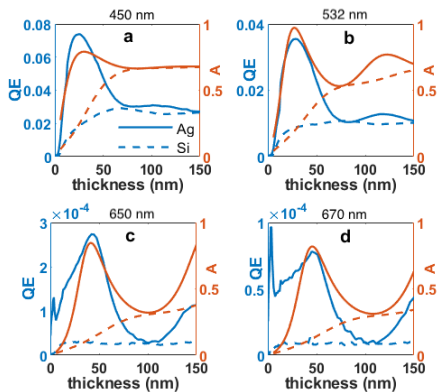 450 nm
532 nm
a
b
QE
0.08
0.06
0.04
0.02
0
1
0.5
0
A
Ag
Si
0 50 100 150
thickness (nm)
QE
0.04
0.02
0
1
0.5
0
A
0 50 100 150
thickness (nm)
650 nm
670 nm
c
d
×10⁻⁴
QE
3
2
1
0
1
0.5
0
A
0 50 100 150
thickness (nm)
×10⁻⁴
QE
1
0.5
0
1
0.5
0
A
0 50 100 150
thickness (nm)